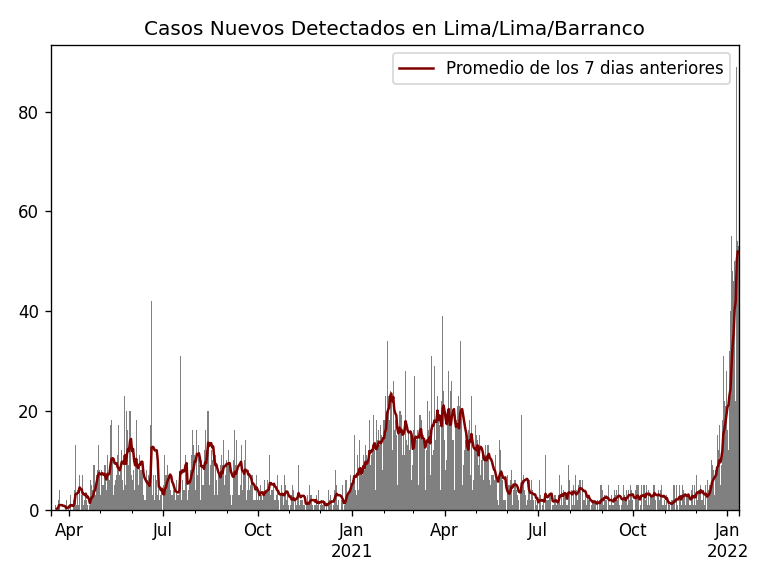 Casos Nuevos Detectados en Lima/Lima/Barranco
Promedio de los 7 dias anteriores
80
60
40
20
0
Apr Jul Oct Jan Apr Jul Oct Jan
2021 2022